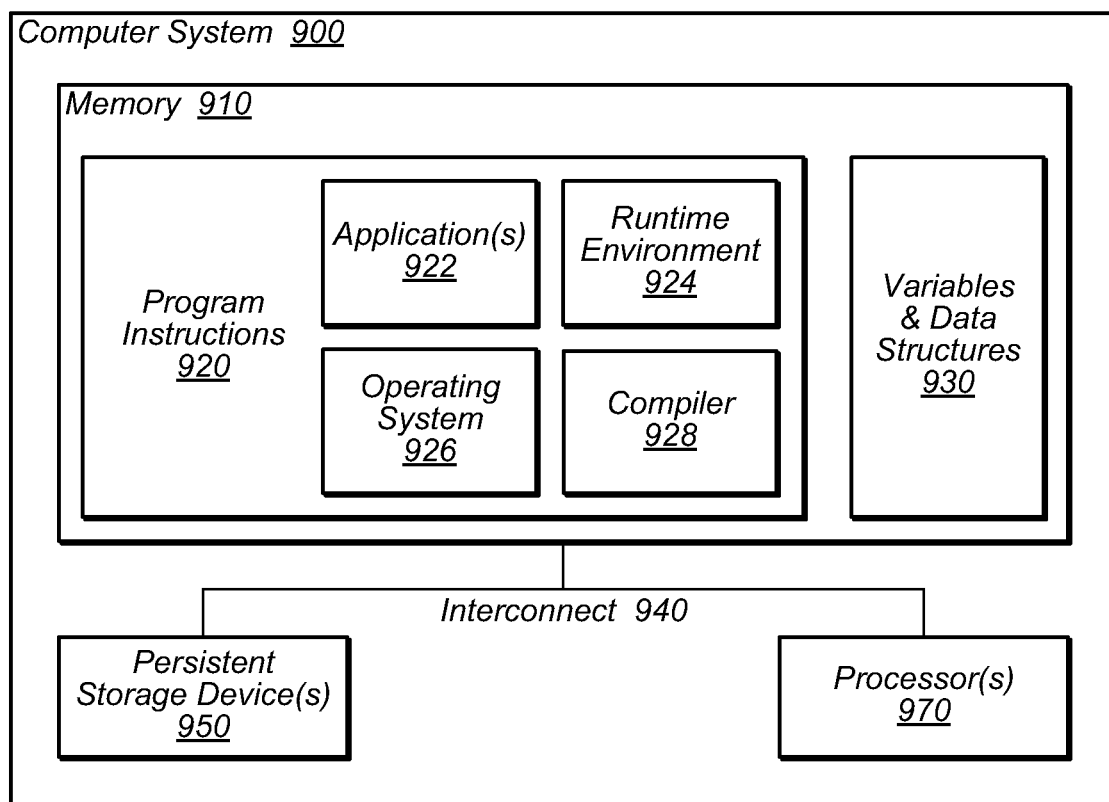 Computer System 900
Memory 910
Program
Instructions
920
Application(s)
922
Runtime
Environment
924
Operating
System
926
Compiler
928
Variables
& Data
Structures
930
Interconnect 940
Persistent
Storage Device(s)
950
Processor(s)
970